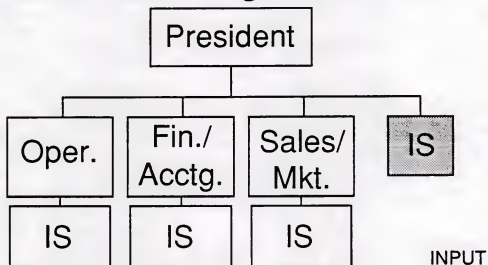 President
Oper.
Fin./
Acctg.
Sales/
Mkt.
IS
IS
IS
IS
INPUT